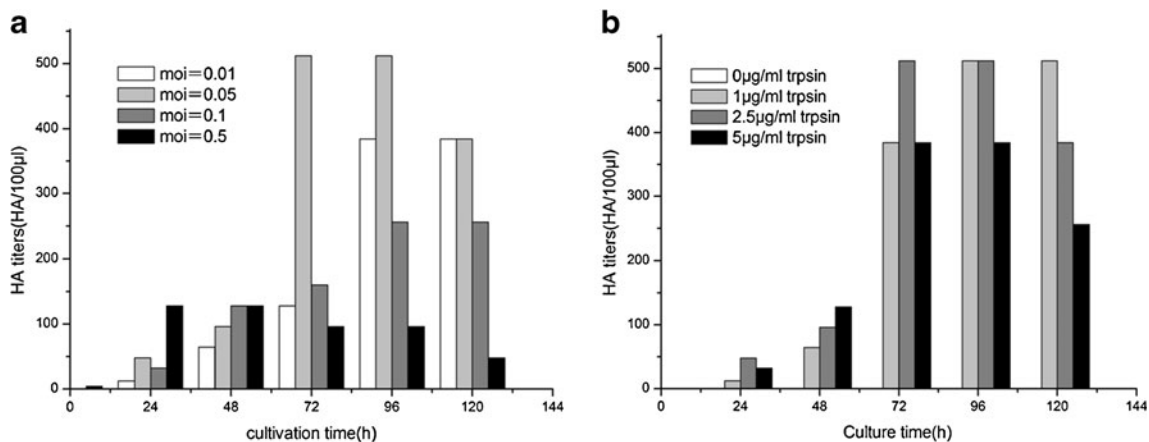 a
moi=0.01
moi=0.05
moi=0.1
moi=0.5
HA titers(HA/100μl)
500
400
300
200
100
0
0 24 48 72 96 120 144
cultivation time(h)
b
0μg/ml trpsin
1μg/ml trpsin
2.5μg/ml trpsin
5μg/ml trpsin
HA titers(HA/100μl)
500
400
300
200
100
0
0 24 48 72 96 120 144
Culture time(h)